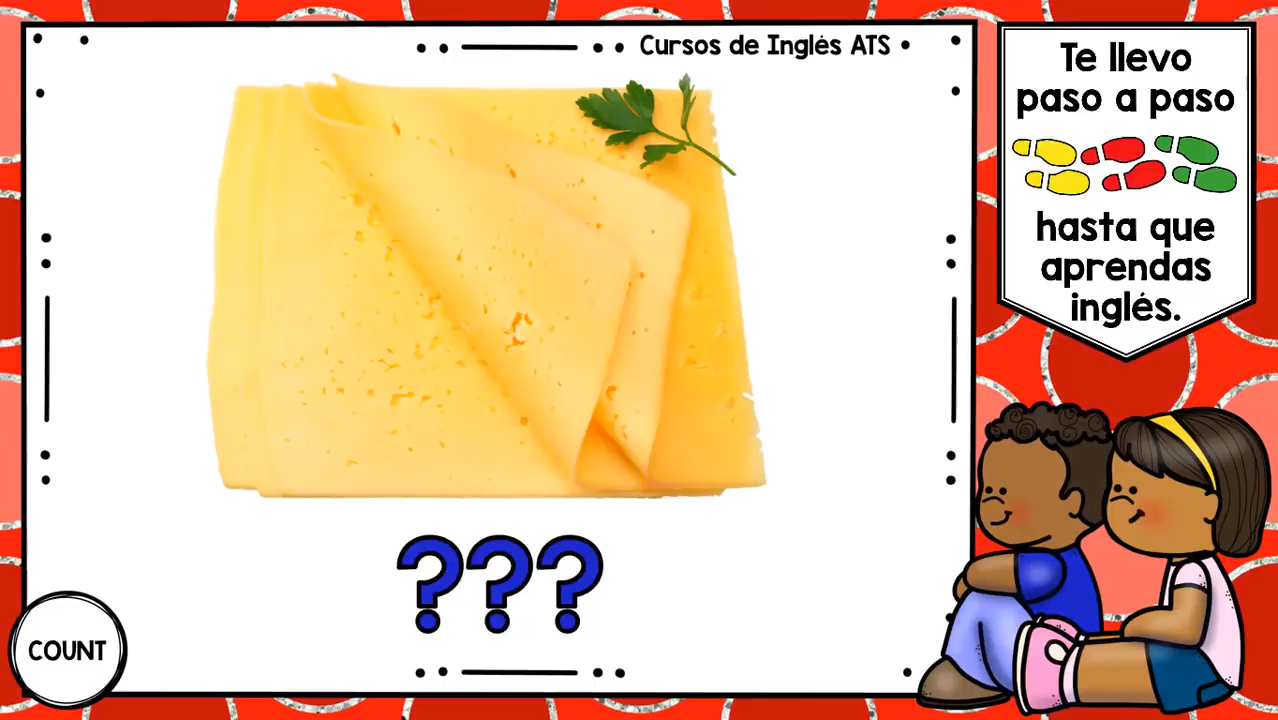 Cursos de Inglés ATS
Te llevo
paso a paso
hasta que
aprendas
inglés.
???
COUNT